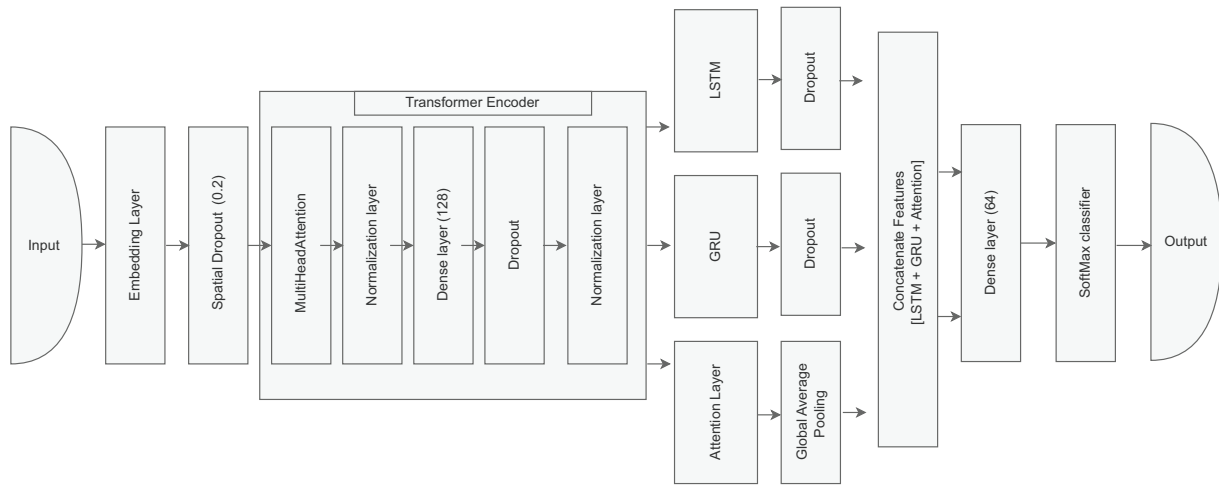 Input
Embedding Layer
Spatial Dropout (0.2)
Transformer Encoder
MultiHeadAttention
Normalization layer
Dense layer (128)
Dropout
Normalization layer
LSTM
Dropout
GRU
Dropout
Attention Layer
Global Average
Pooling
Concatenate Features
[LSTM + GRU + Attention]
Dense layer (64)
SoftMax classifier
Output